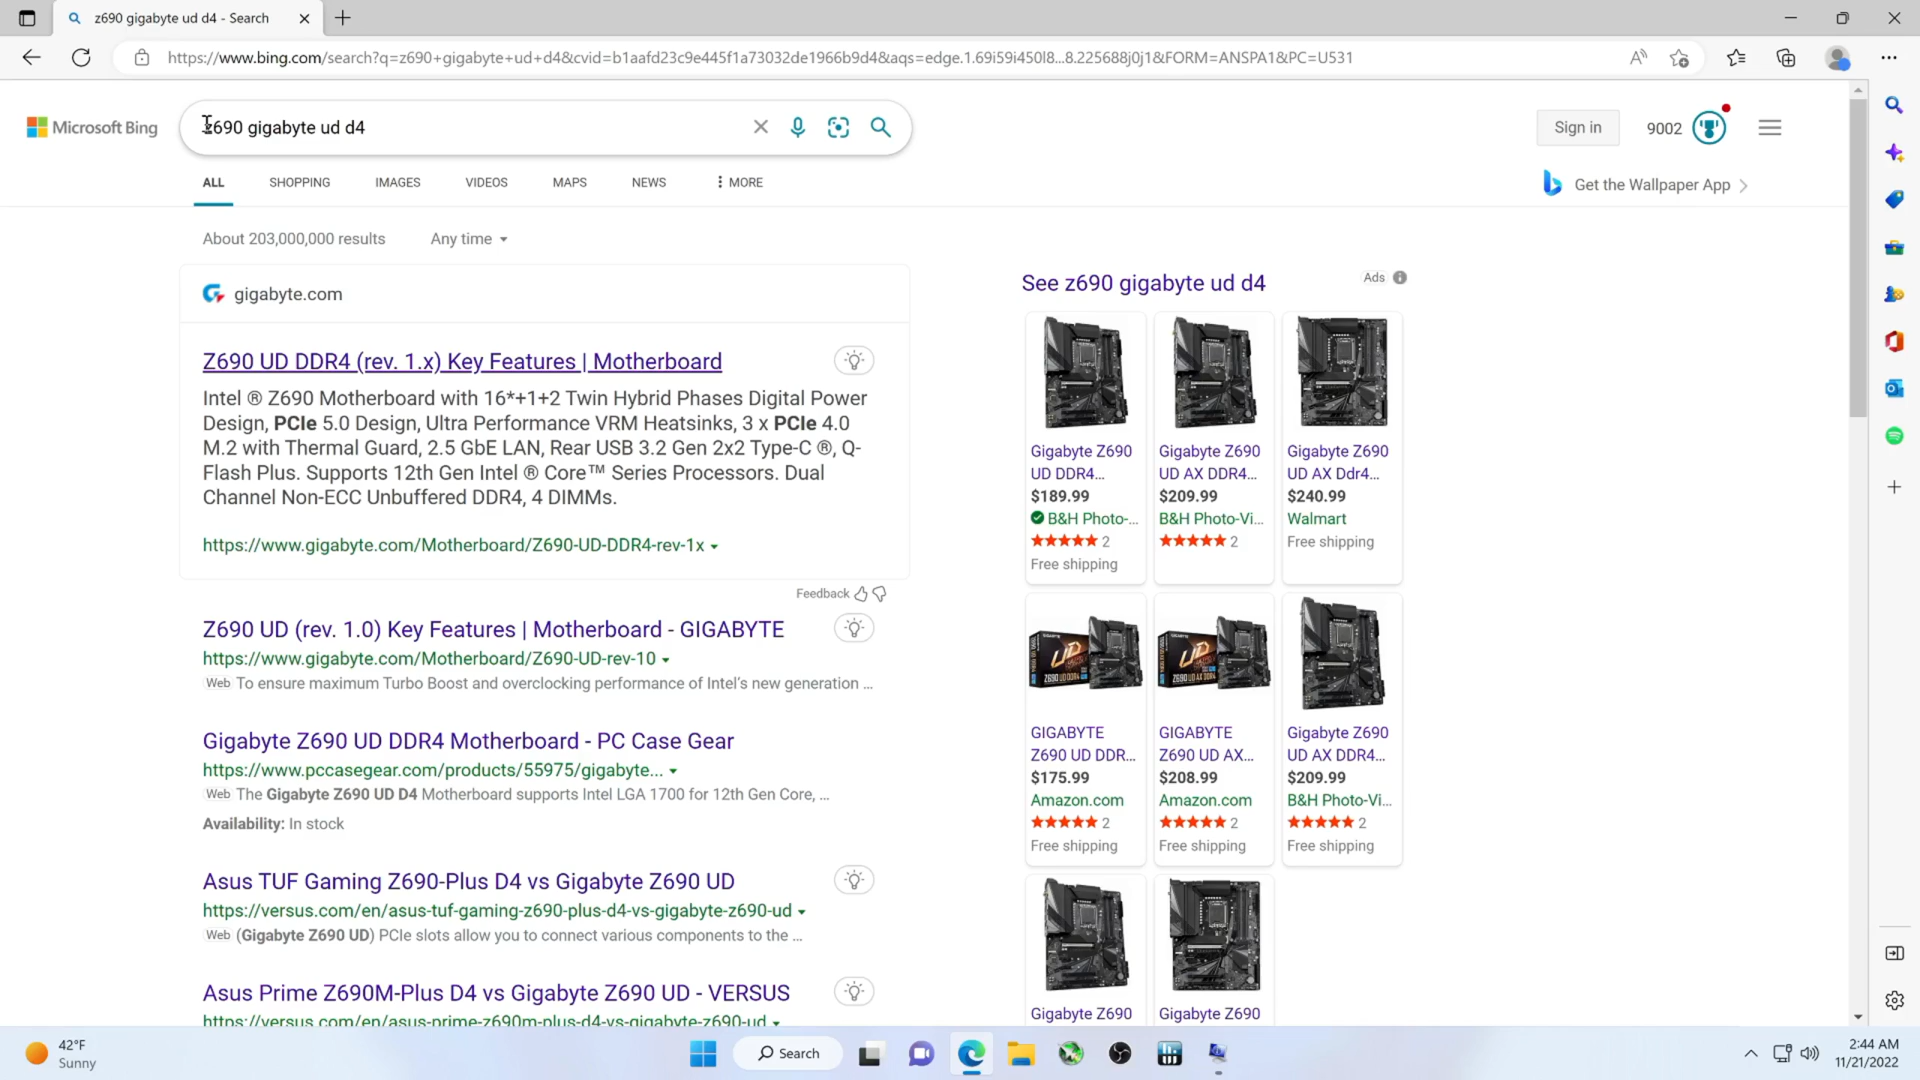 z690 gigabyte ud d4 - Search
https://www.bing.com/search?q=z690+gigabyte+ud+d4&cvid=b1aafd23c9e445f1a73032de1966b9d4&aqs=edge.1.69i59i450l8...8.225688j0j1&FORM=ANSPA1&PC=U531
Microsoft Bing
z690 gigabyte ud d4
Sign in
9002
ALL
SHOPPING
IMAGES
VIDEOS
MAPS
NEWS
MORE
Get the Wallpaper App
About 203,000,000 results
Any time
gigabyte.com
Z690 UD DDR4 (rev. 1.x) Key Features | Motherboard
Intel ® Z690 Motherboard with 16*+1+2 Twin Hybrid Phases Digital Power
Design, PCIe 5.0 Design, Ultra Performance VRM Heatsinks, 3 x PCIe 4.0
M.2 with Thermal Guard, 2.5 GbE LAN, Rear USB 3.2 Gen 2x2 Type-C ®, Q-
Flash Plus. Supports 12th Gen Intel ® Core™ Series Processors. Dual
Channel Non-ECC Unbuffered DDR4, 4 DIMMs.
https://www.gigabyte.com/Motherboard/Z690-UD-DDR4-rev-1x
Feedback
Z690 UD (rev. 1.0) Key Features | Motherboard - GIGABYTE
https://www.gigabyte.com/Motherboard/Z690-UD-rev-10
Web To ensure maximum Turbo Boost and overclocking performance of Intel's new generation ...
Gigabyte Z690 UD DDR4 Motherboard - PC Case Gear
https://www.pccasegear.com/products/55975/gigabyte...
Web The Gigabyte Z690 UD D4 Motherboard supports Intel LGA 1700 for 12th Gen Core, ...
Availability: In stock
Asus TUF Gaming Z690-Plus D4 vs Gigabyte Z690 UD
https://versus.com/en/asus-tuf-gaming-z690-plus-d4-vs-gigabyte-z690-ud
Web (Gigabyte Z690 UD) PCIe slots allow you to connect various components to the ...
Asus Prime Z690M-Plus D4 vs Gigabyte Z690 UD - VERSUS
https://versus.com/en/asus-prime-z690m-plus-d4-vs-gigabyte-z690-ud
See z690 gigabyte ud d4
Ads
Gigabyte Z690
UD DDR4...
$189.99
B&H Photo-...
2
Free shipping
Gigabyte Z690
UD AX DDR4...
$209.99
B&H Photo-Vi...
2
Gigabyte Z690
UD AX Ddr4...
$240.99
Walmart
Free shipping
GIGABYTE
Z690 UD DDR...
$175.99
Amazon.com
2
Free shipping
GIGABYTE
Z690 UD AX...
$208.99
Amazon.com
2
Free shipping
Gigabyte Z690
UD AX DDR4...
$209.99
B&H Photo-Vi...
2
Free shipping
Gigabyte Z690
Gigabyte Z690
42°F
Sunny
Search
2:44 AM
11/21/2022